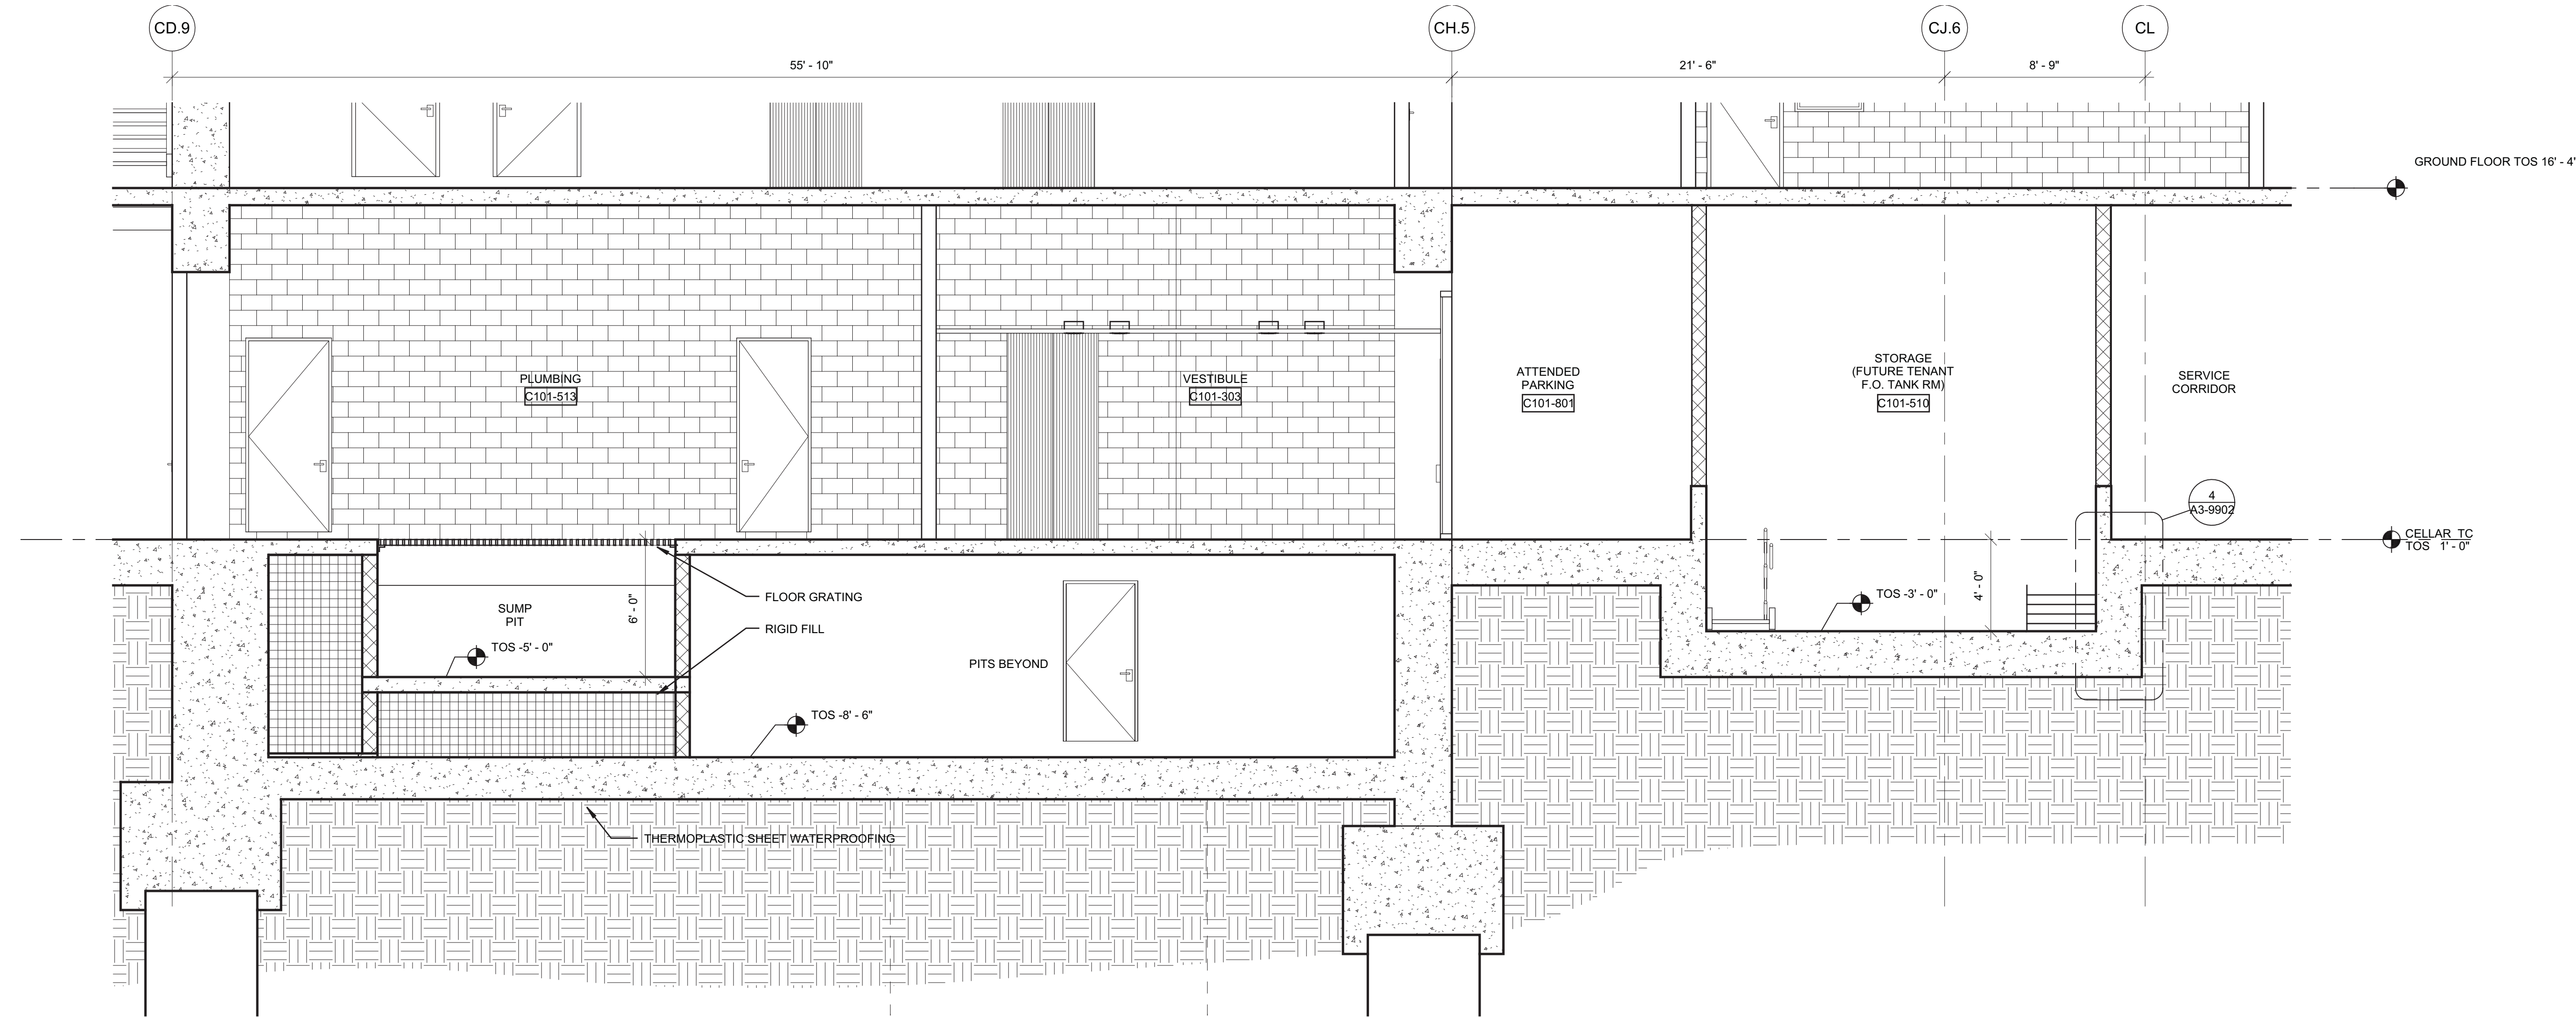 CD.9
CH.5
CJ.6
CL
55' - 10"
21' - 6"
8' - 9"
GROUND FLOOR TOS 16' - 4"
PLUMBING
C101-513
VESTIBULE
C101-303
ATTENDED
PARKING
C101-801
STORAGE
(FUTURE TENANT
F.O. TANK RM)
C101-510
SERVICE
CORRIDOR
4
A3-9902
CELLAR TC
TOS 1' - 0"
FLOOR GRATING
RIGID FILL
SUMP
PIT
6' - 0"
TOS -5' - 0"
PITS BEYOND
TOS -8' - 6"
TOS -3' - 0"
4' - 0"
THERMOPLASTIC SHEET WATERPROOFING